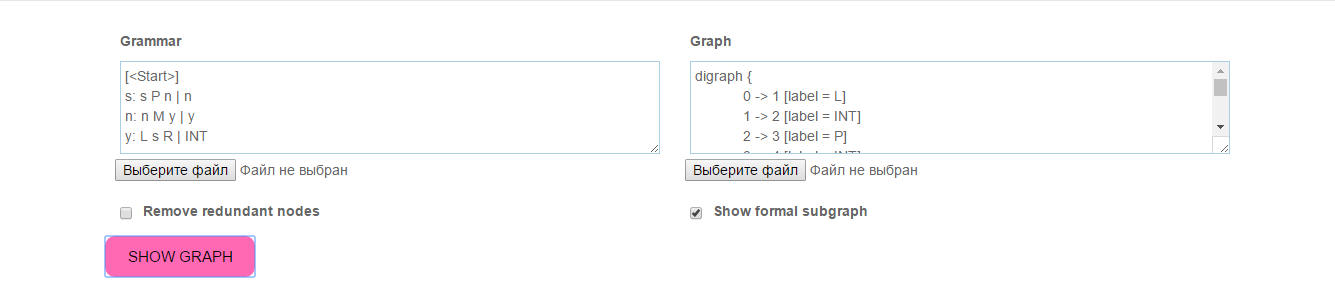 Grammar
Graph
[<Start>]
s: s P n | n
n: n M y | y
y: L s R | INT
digraph {
0 -> 1 [label = L]
1 -> 2 [label = INT]
2 -> 3 [label = P]
Выберите файл Файл не выбран
Выберите файл Файл не выбран
Remove redundant nodes
Show formal subgraph
SHOW GRAPH